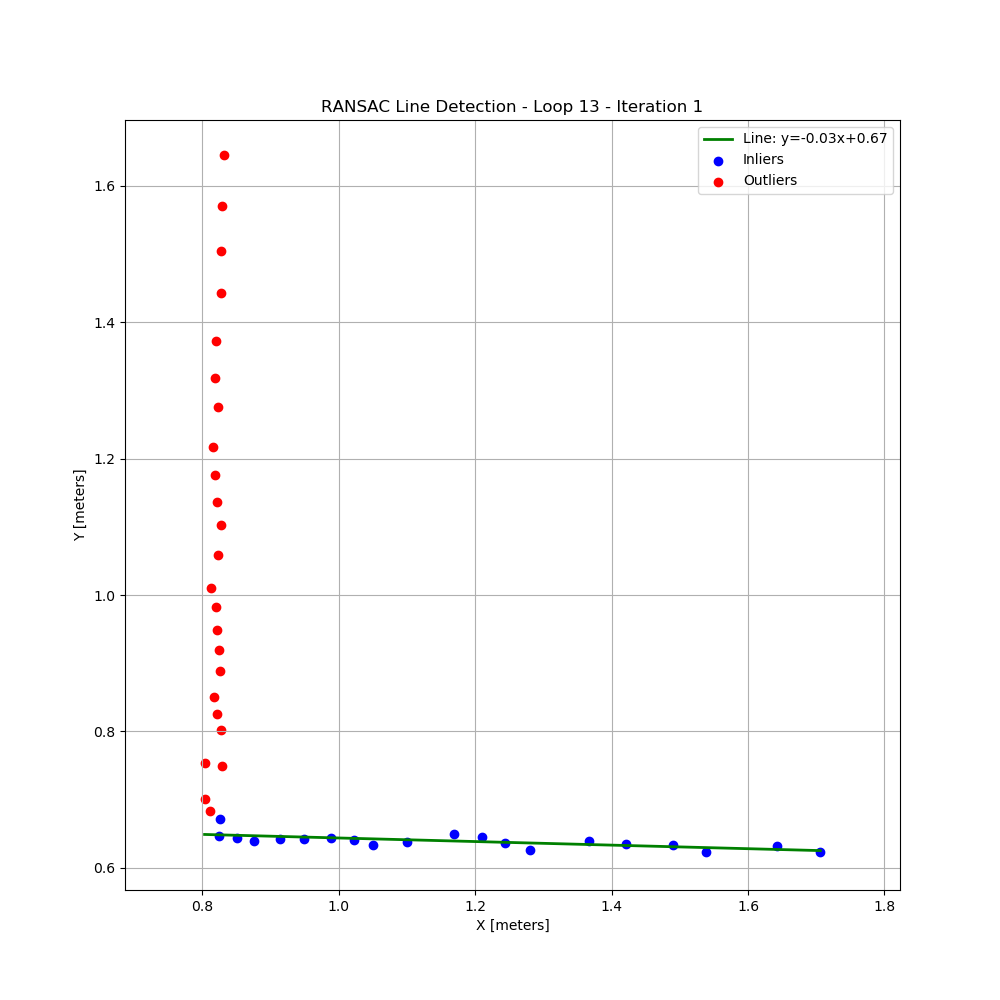 RANSAC Line Detection - Loop 13 - Iteration 1
Line: y=-0.03x+0.67
Inliers
Outliers
1.6
1.4
1.2
1.0
0.8
0.6
Y [meters]
0.8 1.0 1.2 1.4 1.6 1.8
X [meters]